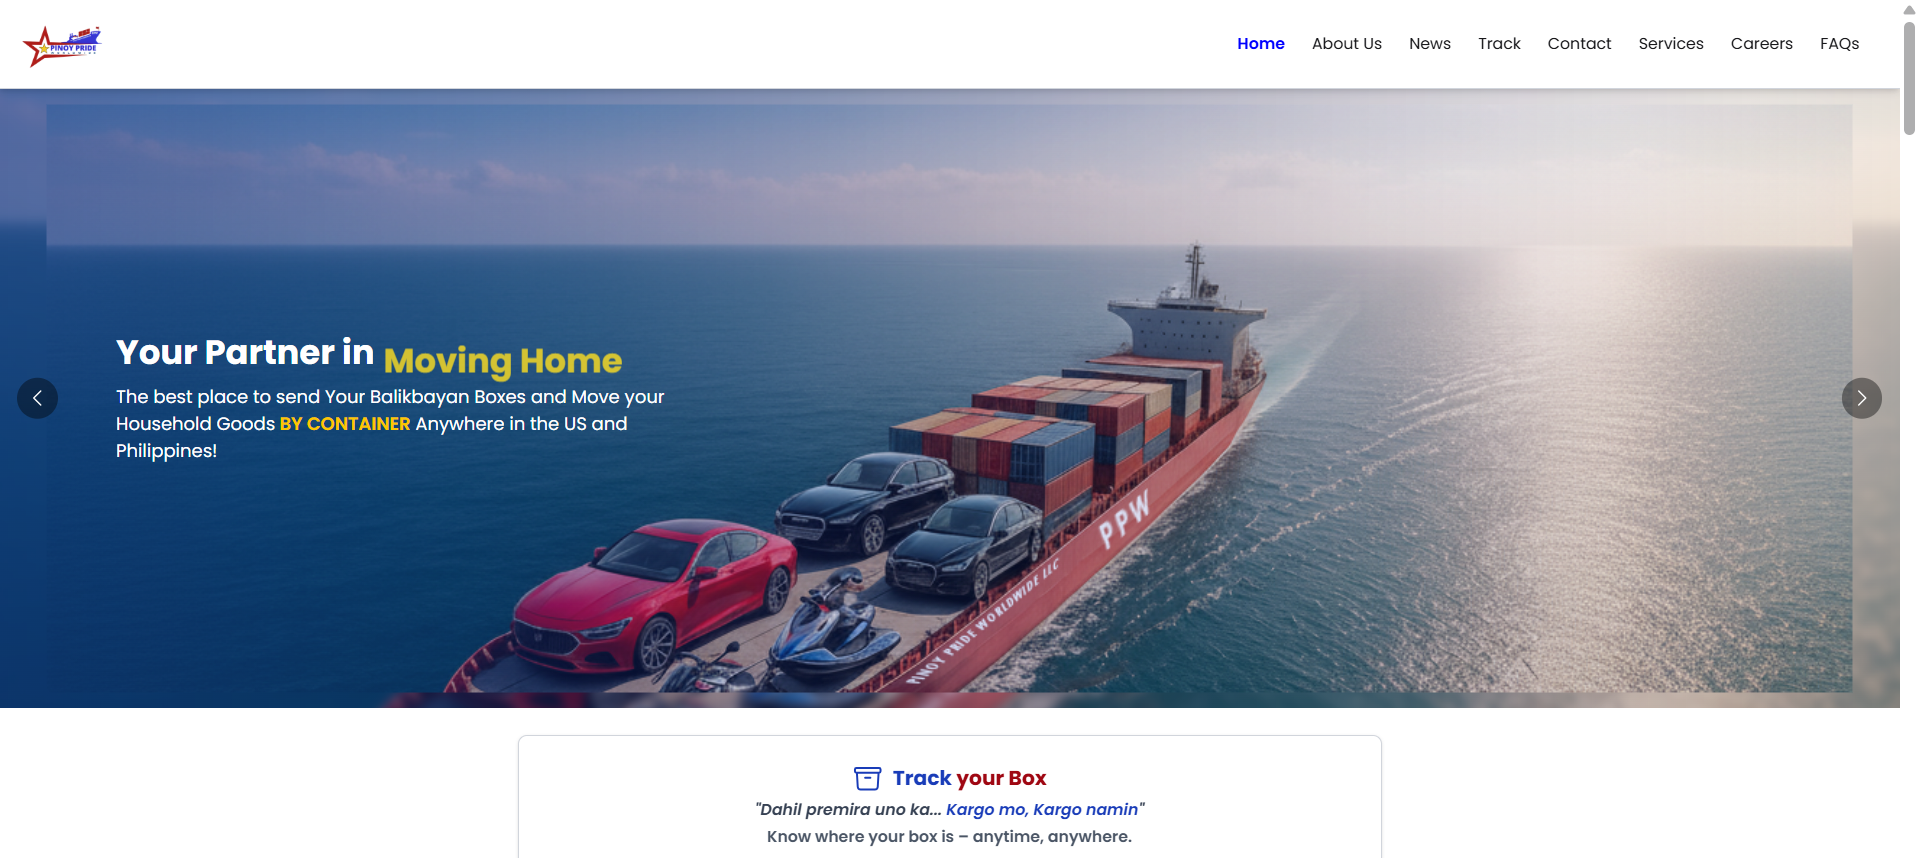 PINOY PRIDE
WORLDWIDE
Home About Us News Track Contact Services Careers FAQs
Your Partner in Moving Home
The best place to send Your Balikbayan Boxes and Move your
Household Goods BY CONTAINER Anywhere in the US and
Philippines!
PPW
PINOY PRIDE WORLDWIDE LLC
Track your Box
"Dahil premira uno ka... Kargo mo, Kargo namin"
Know where your box is – anytime, anywhere.